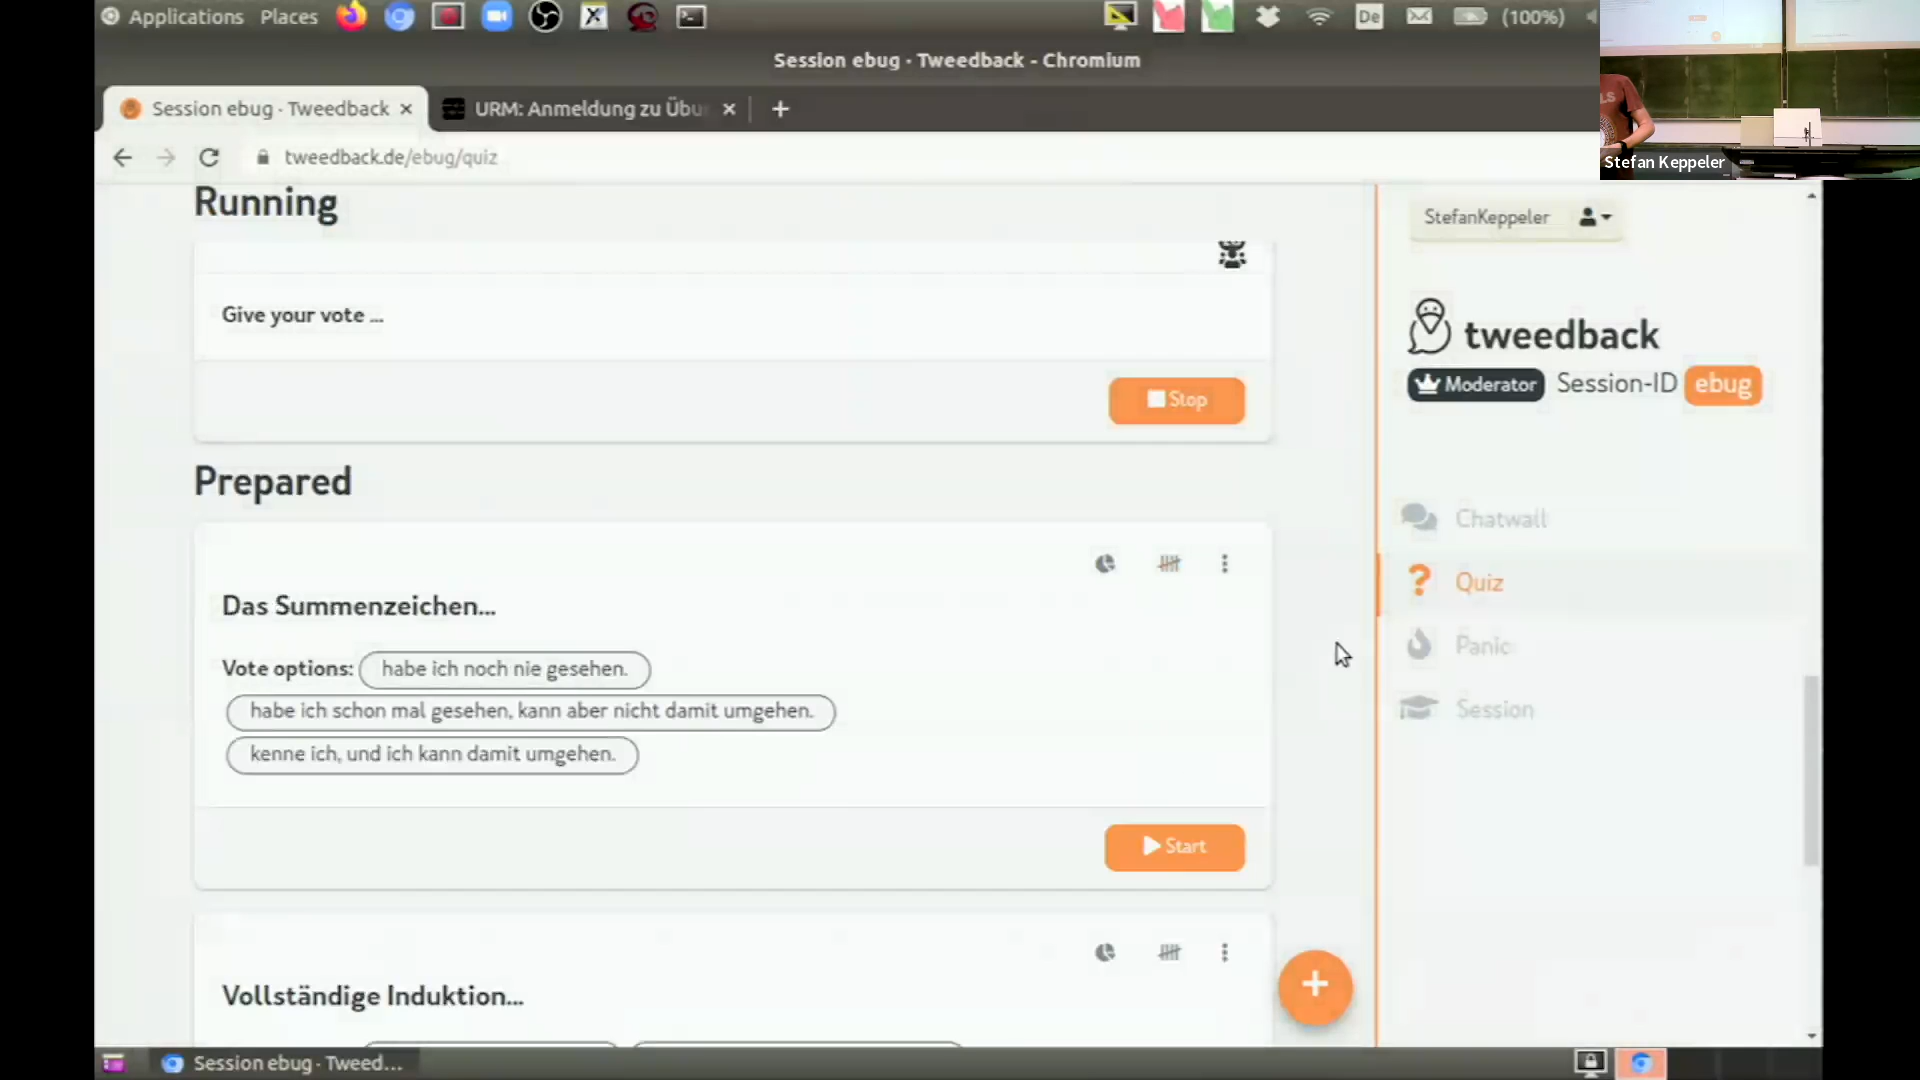 Applications Places De (100%)
Session ebug · Tweedback - Chromium
Session ebug · Tweedback × URM: Anmeldung zu Übu × +
tweedback.de/ebug/quiz
Stefan Keppeler
Running
StefanKeppeler
Give your vote ...
tweedback
Stop
Moderator Session-ID ebug
Prepared
Chatwall
Das Summenzeichen...
Quiz
Vote options: habe ich noch nie gesehen.
Panic
habe ich schon mal gesehen, kann aber nicht damit umgehen.
Session
kenne ich, und ich kann damit umgehen.
Start
Vollständige Induktion...
+
Session ebug · Tweed...